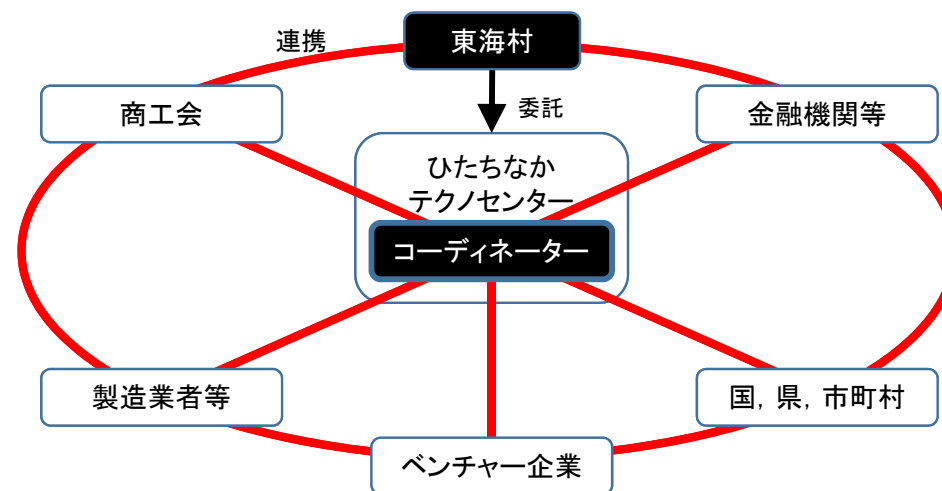 連携
東海村
委託
商工会
金融機関等
ひたちなか
テクノセンター
コーディネーター
製造業者等
国，県，市町村
ベンチャー企業